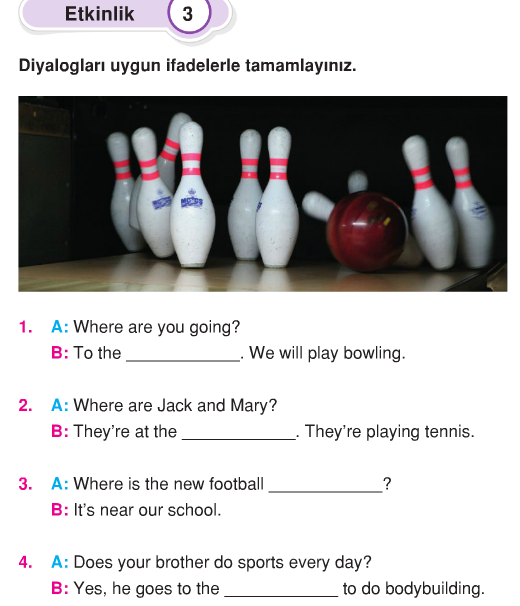 Etkinlik 3
Diyalogları uygun ifadelerle tamamlayınız.
1. A: Where are you going?
B: To the ____________. We will play bowling.
2. A: Where are Jack and Mary?
B: They’re at the ____________. They’re playing tennis.
3. A: Where is the new football ____________?
B: It’s near our school.
4. A: Does your brother do sports every day?
B: Yes, he goes to the ____________ to do bodybuilding.